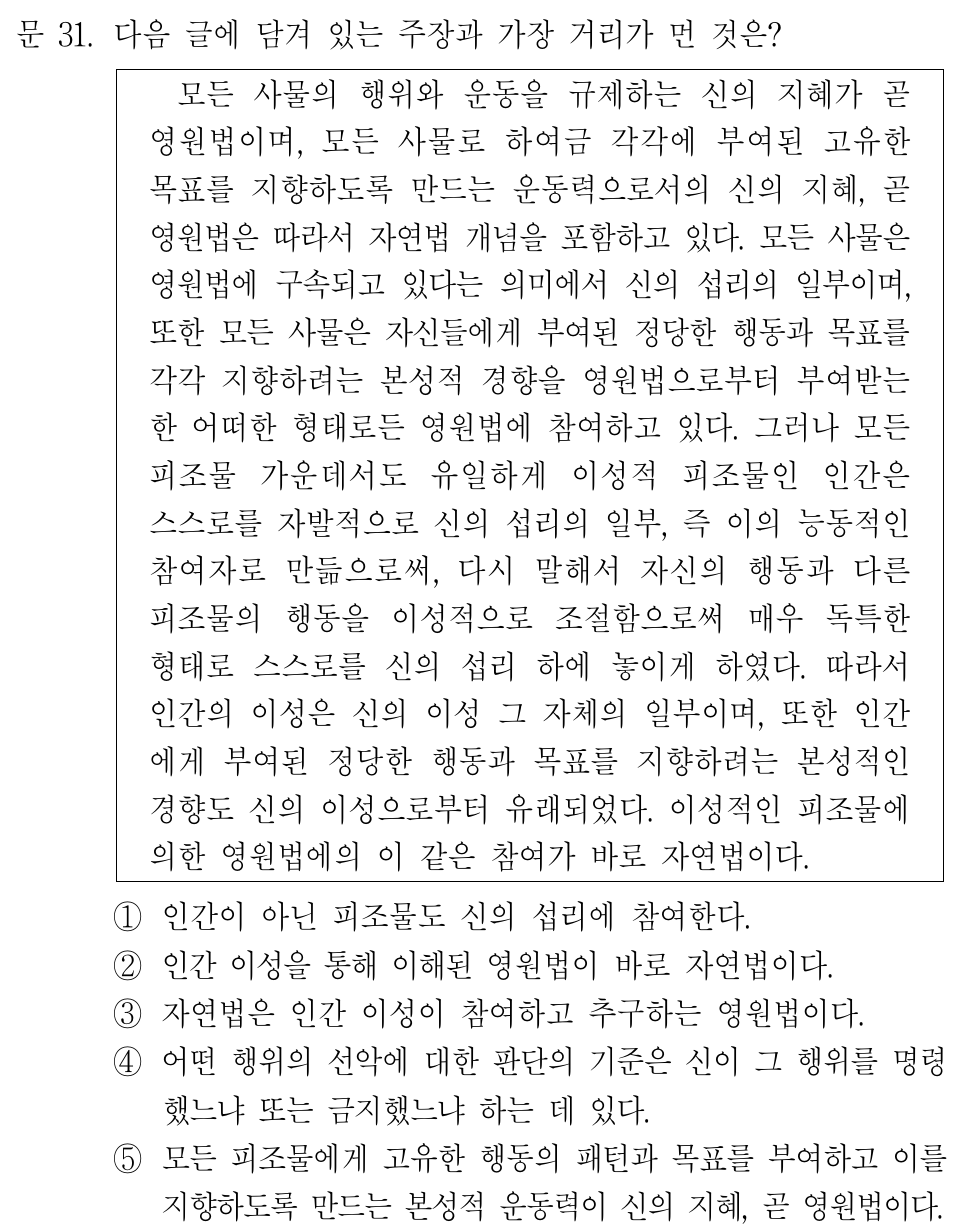 문 31. 다음 글에 담겨 있는 주장과 가장 거리가 먼 것은?
모든 사물의 행위와 운동을 규제하는 신의 지혜가 곧
영원법이며, 모든 사물로 하여금 각각에 부여된 고유한
목표를 지향하도록 만드는 운동력으로서의 신의 지혜, 곧
영원법은 따라서 자연법 개념을 포함하고 있다. 모든 사물은
영원법에 구속되고 있다는 의미에서 신의 섭리의 일부이며,
또한 모든 사물은 자신들에게 부여된 정당한 행동과 목표를
각각 지향하려는 본성적 경향을 영원법으로부터 부여받는
한 어떠한 형태로든 영원법에 참여하고 있다. 그러나 모든
피조물 가운데서도 유일하게 이성적 피조물인 인간은
스스로를 자발적으로 신의 섭리의 일부, 즉 이의 능동적인
참여자로 만듦으로써, 다시 말해서 자신의 행동과 다른
피조물의 행동을 이성적으로 조절함으로써 매우 독특한
형태로 스스로를 신의 섭리 하에 놓이게 하였다. 따라서
인간의 이성은 신의 이성 그 자체의 일부이며, 또한 인간
에게 부여된 정당한 행동과 목표를 지향하려는 본성적인
경향도 신의 이성으로부터 유래되었다. 이성적인 피조물에
의한 영원법에의 이 같은 참여가 바로 자연법이다.
① 인간이 아닌 피조물도 신의 섭리에 참여한다.
② 인간 이성을 통해 이해된 영원법이 바로 자연법이다.
③ 자연법은 인간 이성이 참여하고 추구하는 영원법이다.
④ 어떤 행위의 선악에 대한 판단의 기준은 신이 그 행위를 명령
했느냐 또는 금지했느냐 하는 데 있다.
⑤ 모든 피조물에게 고유한 행동의 패턴과 목표를 부여하고 이를
지향하도록 만드는 본성적 운동력이 신의 지혜, 곧 영원법이다.